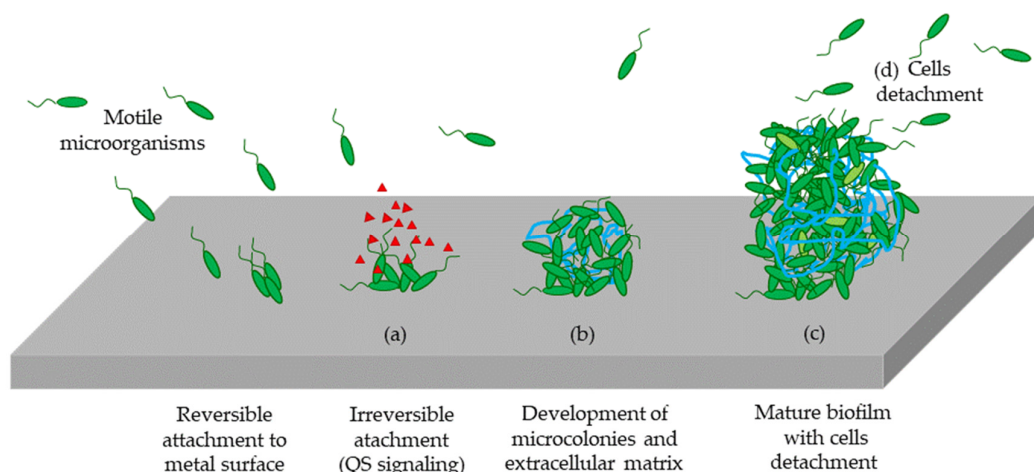 (d) Cells
detachment
Motile
microorganisms
(a)
(b)
(c)
Reversible
attachment to
metal surface
Irreversible
atachment
(QS signaling)
Development of
microcolonies and
extracellular matrix
Mature biofilm
with cells
detachment